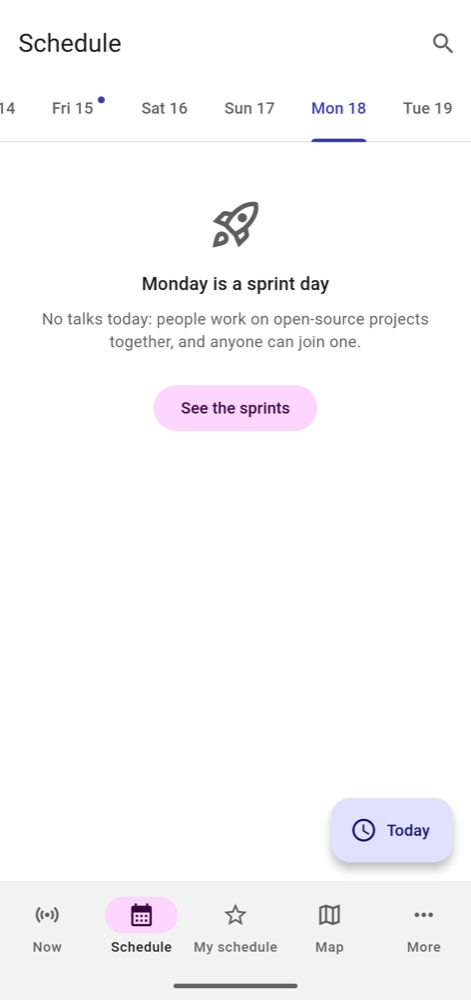 Schedule
14 Fri 15 Sat 16 Sun 17 Mon 18 Tue 19
Monday is a sprint day
No talks today: people work on open-source projects
together, and anyone can join one.
See the sprints
Today
Now Schedule My schedule Map More